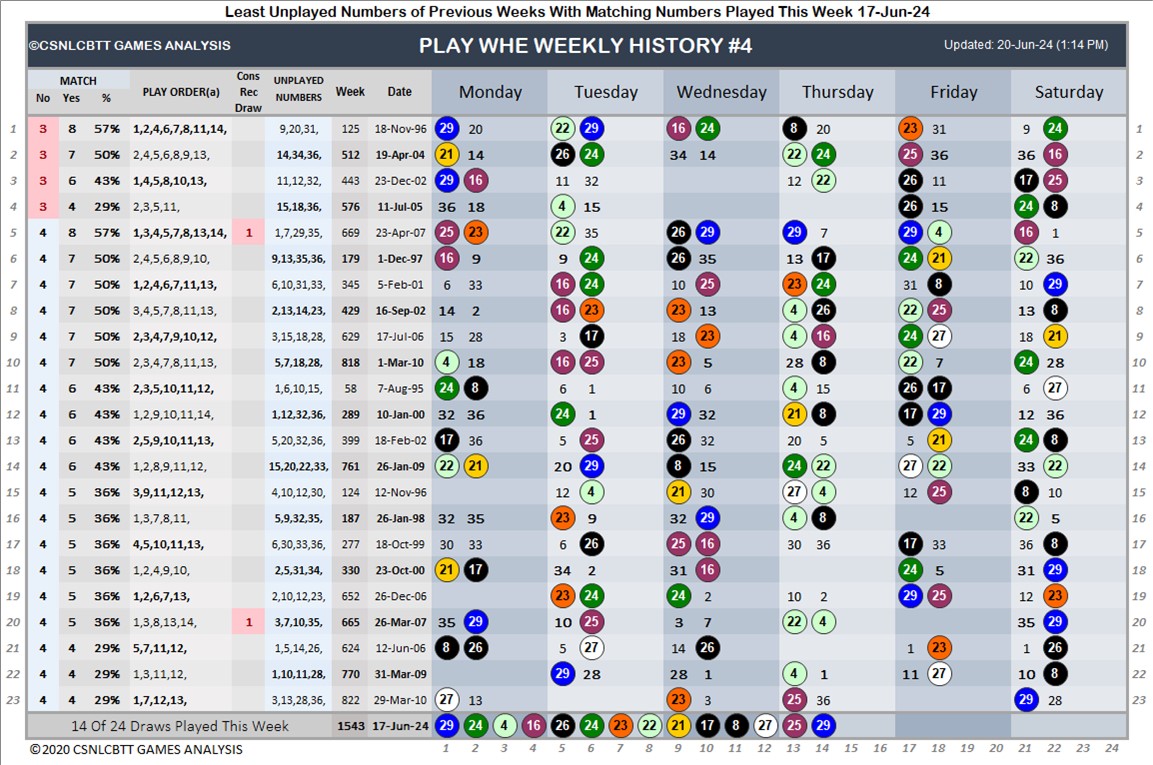 Least Unplayed Numbers of Previous Weeks With Matching Numbers Played This Week 17-Jun-24
©CSNLCBTT GAMES ANALYSIS PLAY WHE WEEKLY HISTORY #4 Updated: 20-Jun-24 (1:14 PM)
MATCH Cons Rec Draw UNPLAYED NUMBERS
No Yes % PLAY ORDER(a) Week Date Monday Tuesday Wednesday Thursday Friday Saturday
1 3 8 57% 1,2,4,6,7,8,11,14, 9,20,31, 125 18-Nov-96 29 20 22 29 16 24 8 20 23 31 9 24 1
2 3 7 50% 2,4,5,6,8,9,13, 14,34,36, 512 19-Apr-04 21 14 26 24 34 14 22 24 25 36 36 16 2
3 3 6 43% 1,4,5,8,10,13, 11,12,32, 443 23-Dec-02 29 16 11 32 12 22 26 11 17 25 3
4 3 4 29% 2,3,5,11, 15,18,36, 576 11-Jul-05 36 18 4 15 26 15 24 8 4
5 4 8 57% 1,3,4,5,7,8,13,14, 1 1,7,29,35, 669 23-Apr-07 25 23 22 35 26 29 29 7 29 4 16 1 5
6 4 7 50% 2,4,5,6,8,9,10, 9,13,35,36, 179 1-Dec-97 16 9 9 24 26 35 13 17 24 21 22 36 6
7 4 7 50% 1,2,4,6,7,11,13, 6,10,31,33, 345 5-Feb-01 6 33 16 24 10 25 23 24 31 8 10 29 7
8 4 7 50% 3,4,5,7,8,11,13, 2,13,14,23, 429 16-Sep-02 14 2 16 23 23 13 4 26 22 25 13 8 8
9 4 7 50% 2,3,4,7,9,10,12, 3,15,18,28, 629 17-Jul-06 15 28 3 17 18 23 4 16 24 27 18 21 9
10 4 7 50% 2,3,4,7,8,11,13, 5,7,18,28, 818 1-Mar-10 4 18 16 25 23 5 28 8 22 7 24 28 10
11 4 6 43% 2,3,5,10,11,12, 1,6,10,15, 58 7-Aug-95 24 8 6 1 10 6 4 15 26 17 6 27 11
12 4 6 43% 1,2,9,10,11,14, 1,12,32,36, 289 10-Jan-00 32 36 24 1 29 32 21 8 17 29 12 36 12
13 4 6 43% 2,5,9,10,11,13, 5,20,32,36, 399 18-Feb-02 17 36 5 25 26 32 20 5 5 21 24 8 13
14 4 6 43% 1,2,8,9,11,12, 15,20,22,33, 761 26-Jan-09 22 21 20 29 8 15 24 22 27 22 33 22 14
15 4 5 36% 3,9,11,12,13, 4,10,12,30, 124 12-Nov-96 12 4 21 30 27 4 12 25 8 10 15
16 4 5 36% 1,3,7,8,11, 5,9,32,35, 187 26-Jan-98 32 35 23 9 32 29 4 8 22 5 16
17 4 5 36% 4,5,10,11,13, 6,30,33,36, 277 18-Oct-99 30 33 6 26 25 16 30 36 17 33 36 8 17
18 4 5 36% 1,2,4,9,10, 2,5,31,34, 330 23-Oct-00 21 17 34 2 31 16 24 5 31 29 18
19 4 5 36% 1,2,6,7,13, 2,10,12,23, 652 26-Dec-06 23 24 24 2 10 2 29 25 12 23 19
20 4 5 36% 1,3,8,13,14, 1 3,7,10,35, 665 26-Mar-07 35 29 10 25 3 7 22 4 35 29 20
21 4 4 29% 5,7,11,12, 1,5,14,26, 624 12-Jun-06 8 26 5 27 14 26 1 23 1 26 21
22 4 4 29% 1,3,11,12, 1,10,11,28, 770 31-Mar-09 29 28 28 1 4 1 11 27 10 8 22
23 4 4 29% 1,7,12,13, 3,13,28,36, 822 29-Mar-10 27 13 23 3 25 36 29 28 23
14 Of 24 Draws Played This Week 1543 17-Jun-24 29 24 4 16 26 24 23 22 21 17 8 27 25 29
© 2020 CSNLCBTT GAMES ANALYSIS 1 2 3 4 5 6 7 8 9 10 11 12 13 14 15 16 17 18 19 20 21 22 23 24